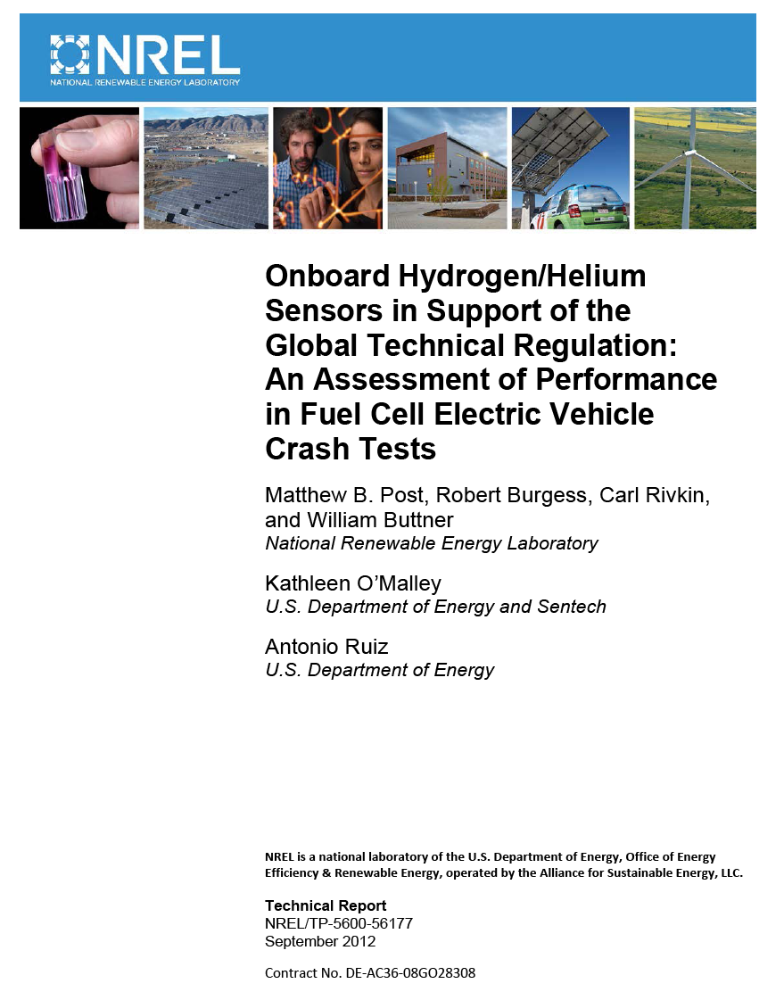 NREL
NATIONAL RENEWABLE ENERGY LABORATORY
Onboard Hydrogen/Helium
Sensors in Support of the
Global Technical Regulation:
An Assessment of Performance
in Fuel Cell Electric Vehicle
Crash Tests
Matthew B. Post, Robert Burgess, Carl Rivkin,
and William Buttner
National Renewable Energy Laboratory
Kathleen O’Malley
U.S. Department of Energy and Sentech
Antonio Ruiz
U.S. Department of Energy
NREL is a national laboratory of the U.S. Department of Energy, Office of Energy
Efficiency & Renewable Energy, operated by the Alliance for Sustainable Energy, LLC.
Technical Report
NREL/TP-5600-56177
September 2012
Contract No. DE-AC36-08GO28308